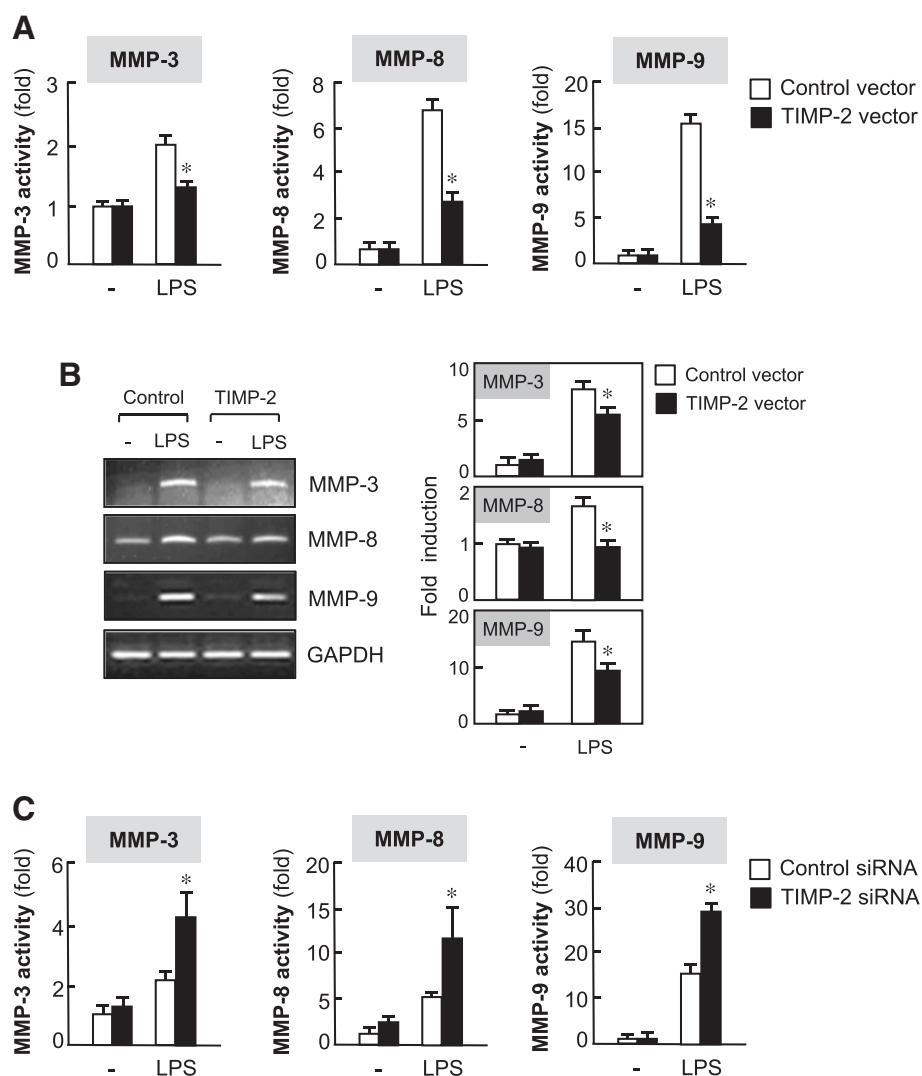 A
MMP-3
MMP-8
MMP-9
MMP-3 activity (fold)
3
2
1
0
*
- LPS
MMP-8 activity (fold)
8
6
4
2
0
*
- LPS
MMP-9 activity (fold)
20
15
10
5
0
*
- LPS
Control vector
TIMP-2 vector
B
Control TIMP-2
- LPS - LPS
MMP-3
MMP-8
MMP-9
GAPDH
Fold induction
MMP-3
10
5
0
*
MMP-8
2
1
0
*
MMP-9
20
10
0
*
- LPS
Control vector
TIMP-2 vector
C
MMP-3
MMP-8
MMP-9
MMP-3 activity (fold)
6
4
2
0
*
- LPS
MMP-8 activity (fold)
20
15
10
5
0
*
- LPS
MMP-9 activity (fold)
40
30
20
10
0
*
- LPS
Control siRNA
TIMP-2 siRNA